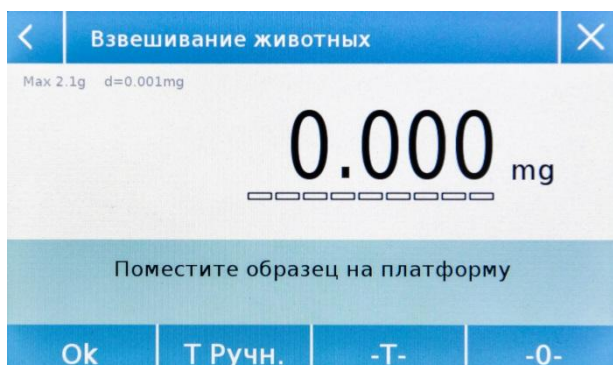 Взвешивание животных
Max 2.1g d=0.001mg
0.000 mg
Поместите образец на платформу
Ok Т Ручн. -T- -0-